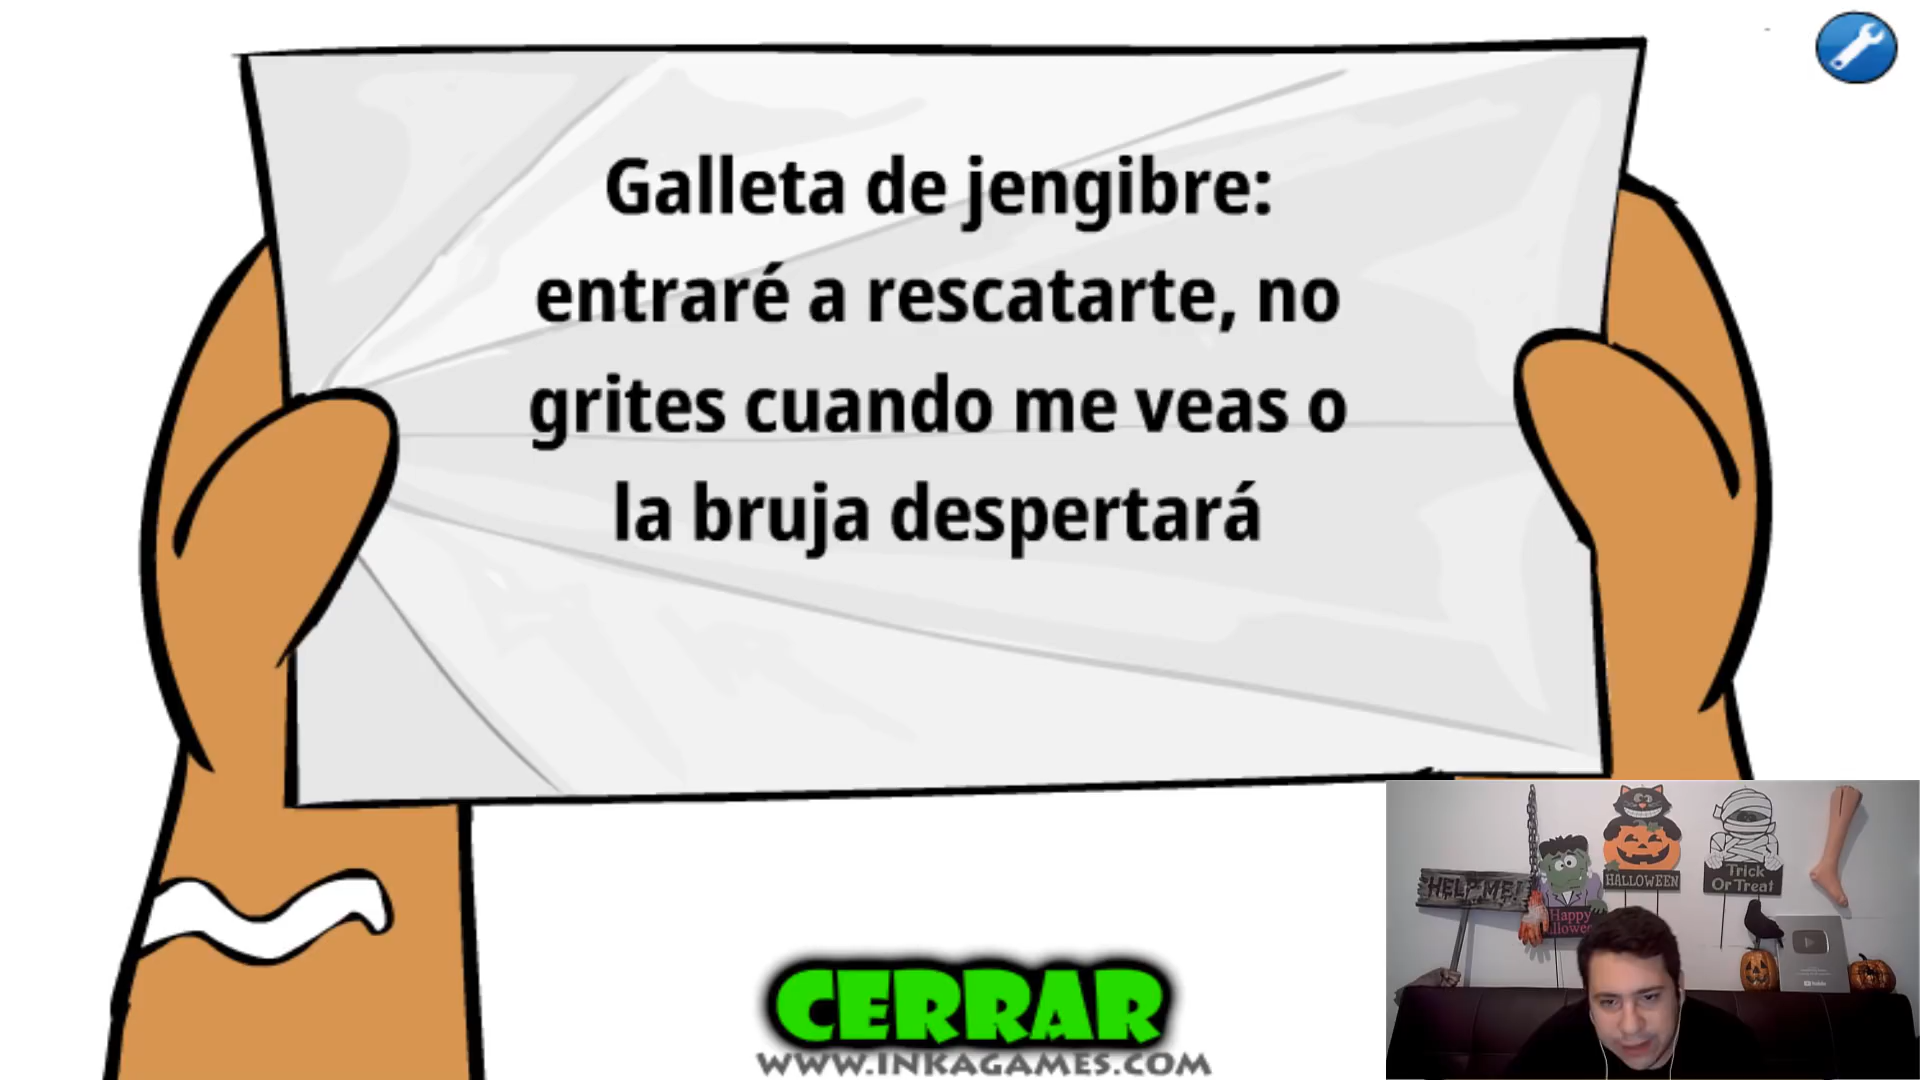 Galleta de jengibre:
entraré a rescatarte, no
grites cuando me veas o
la bruja despertará
HELP ME!
HALLOWEEN
Trick
Or Treat
Happy
CERRAR
WWW.INKAGAMES.COM